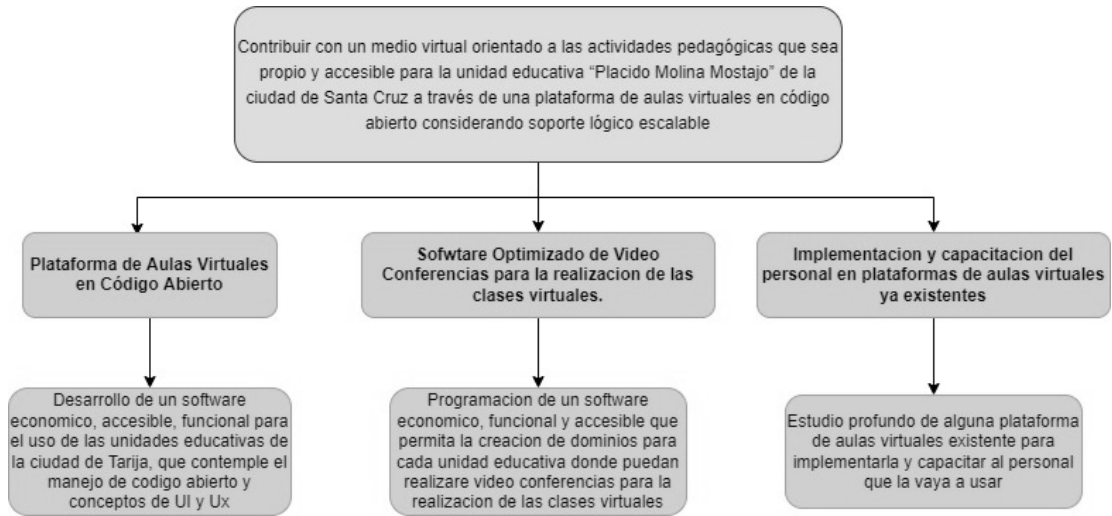 Contribuir con un medio virtual orientado a las actividades pedagógicas que sea
propio y accesible para la unidad educativa “Placido Molina Mostajo” de la
ciudad de Santa Cruz a través de una plataforma de aulas virtuales en código
abierto considerando soporte lógico escalable
Plataforma de Aulas Virtuales
en Código Abierto
Sofwtare Optimizado de Video
Conferencias para la realizacion de las
clases virtuales.
Implementacion y capacitacion del
personal en plataformas de aulas virtuales
ya existentes
Desarrollo de un software
economico, accesible, funcional para
el uso de las unidades educativas de
la ciudad de Tarija, que contemple el
manejo de codigo abierto y
conceptos de UI y Ux
Programacion de un software
economico, funcional y accesible que
permita la creacion de dominios para
cada unidad educativa donde puedan
realizare video conferencias para la
realizacion de las clases virtuales
Estudio profundo de alguna plataforma
de aulas virtuales existente para
implementarla y capacitar al personal
que la vaya a usar